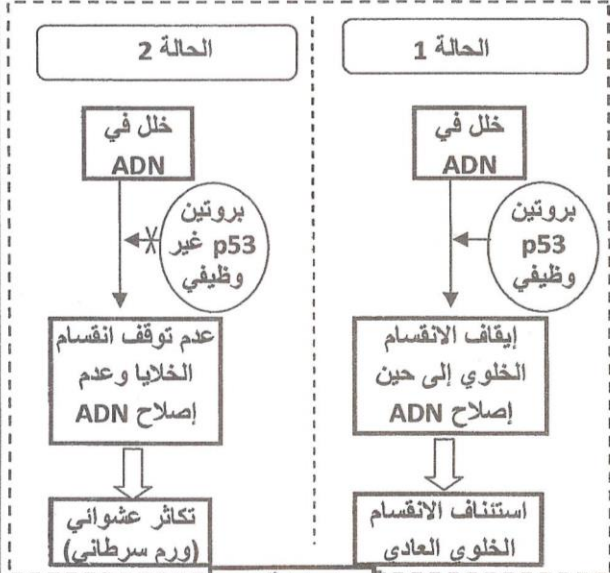 الحالة 1
خلل في
ADN
بروتين
p53
وظيفي
إيقاف الانقسام
الخلوي إلى حين
إصلاح ADN
استئناف الانقسام
الخلوي العادي
الحالة 2
خلل في
ADN
بروتين
p53 غير
وظيفي
عدم توقف انقسام
الخلايا وعدم
إصلاح ADN
تكاثر عشوائي
(ورم سرطاني)